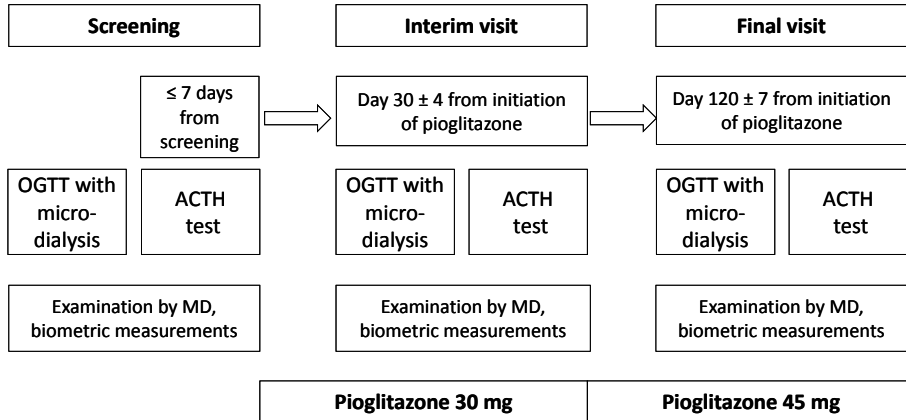 Screening
Interim visit
Final visit
≤ 7 days
from
screening
Day 30 ± 4 from initiation
of pioglitazone
Day 120 ± 7 from initiation
of pioglitazone
OGTT with
micro-
dialysis
ACTH
test
OGTT with
micro-
dialysis
ACTH
test
OGTT with
micro-
dialysis
ACTH
test
Examination by MD,
biometric measurements
Examination by MD,
biometric measurements
Examination by MD,
biometric measurements
Pioglitazone 30 mg
Pioglitazone 45 mg